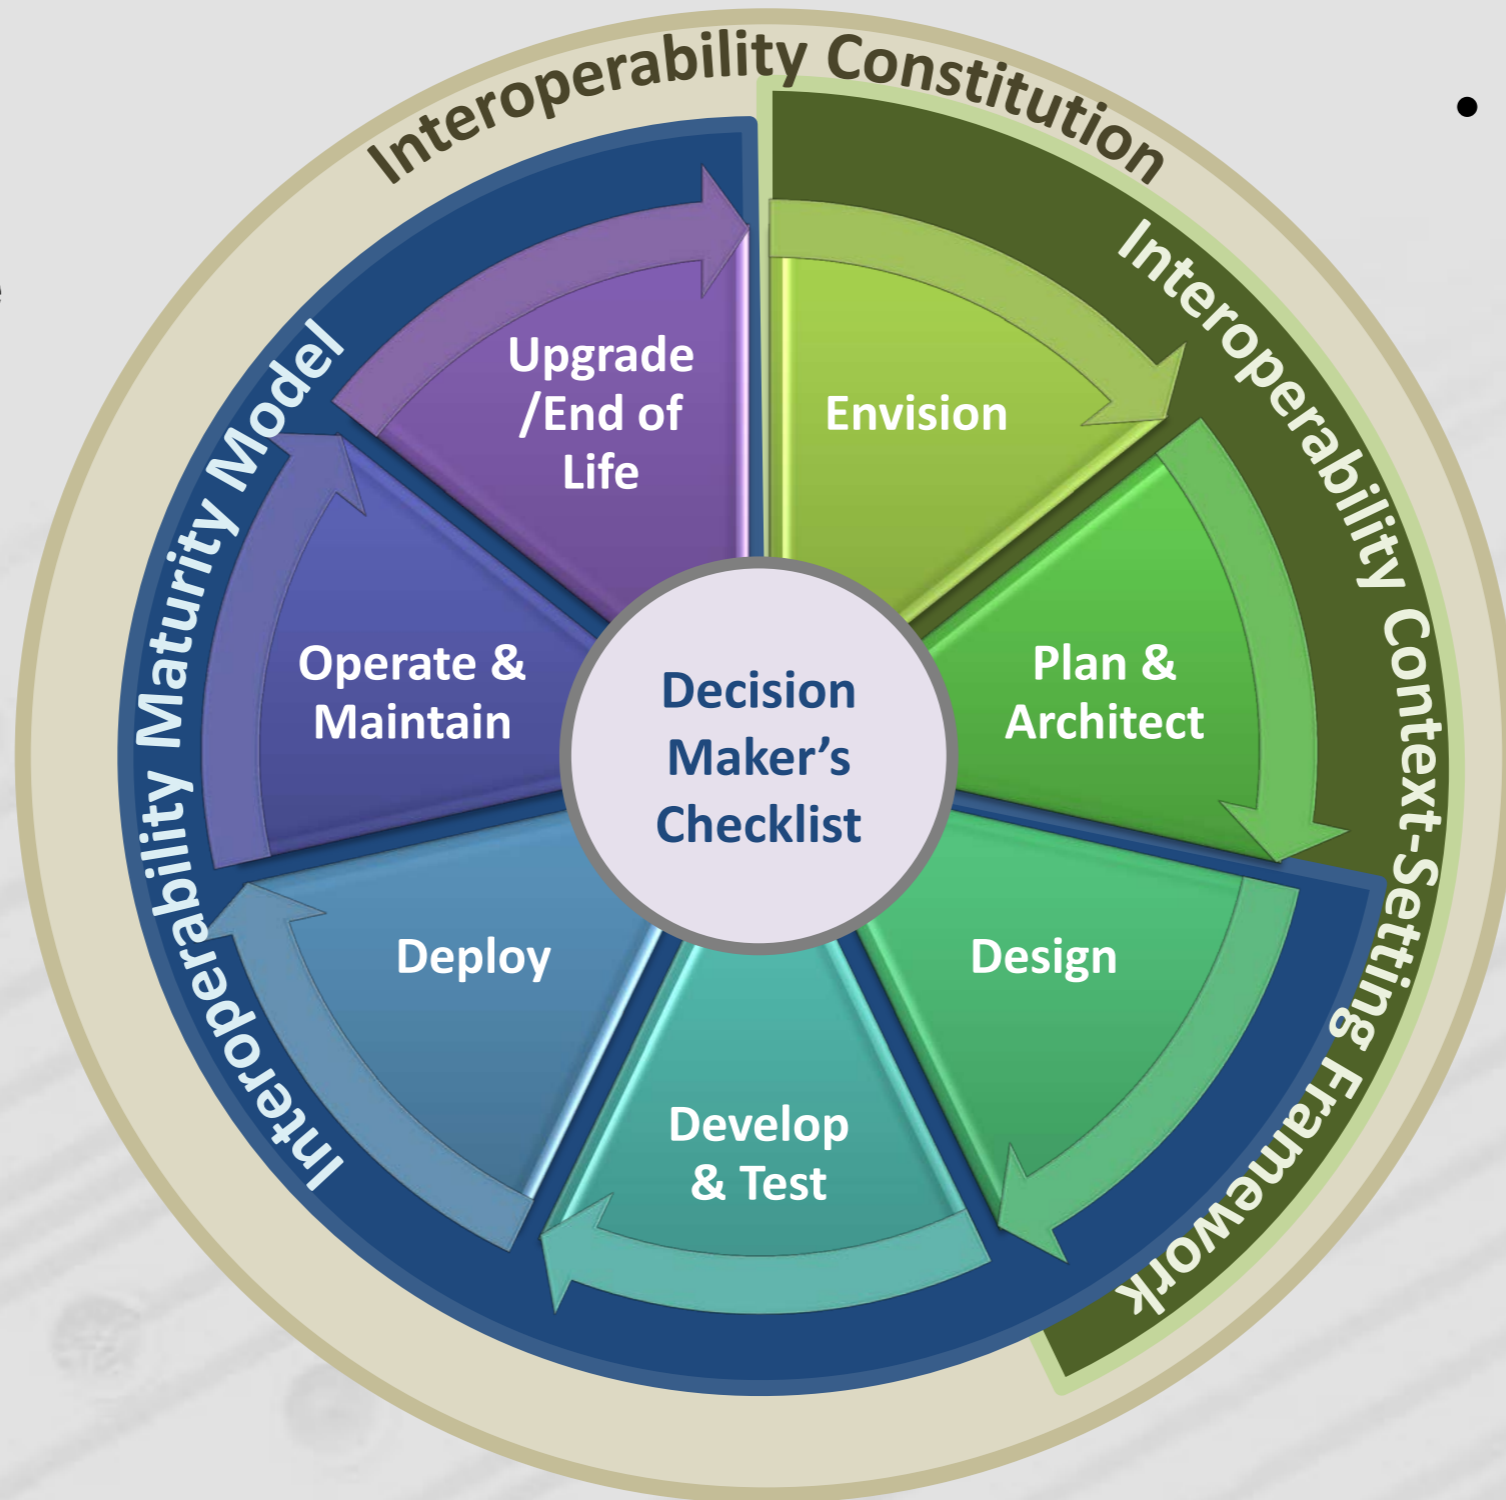 Interoperability Constitution
Interoperability Context-Setting Framework
Interoperability Maturity Model
Envision
Plan &
Architect
Design
Develop
& Test
Deploy
Operate &
Maintain
Upgrade
/End of
Life
Decision
Maker’s
Checklist
•